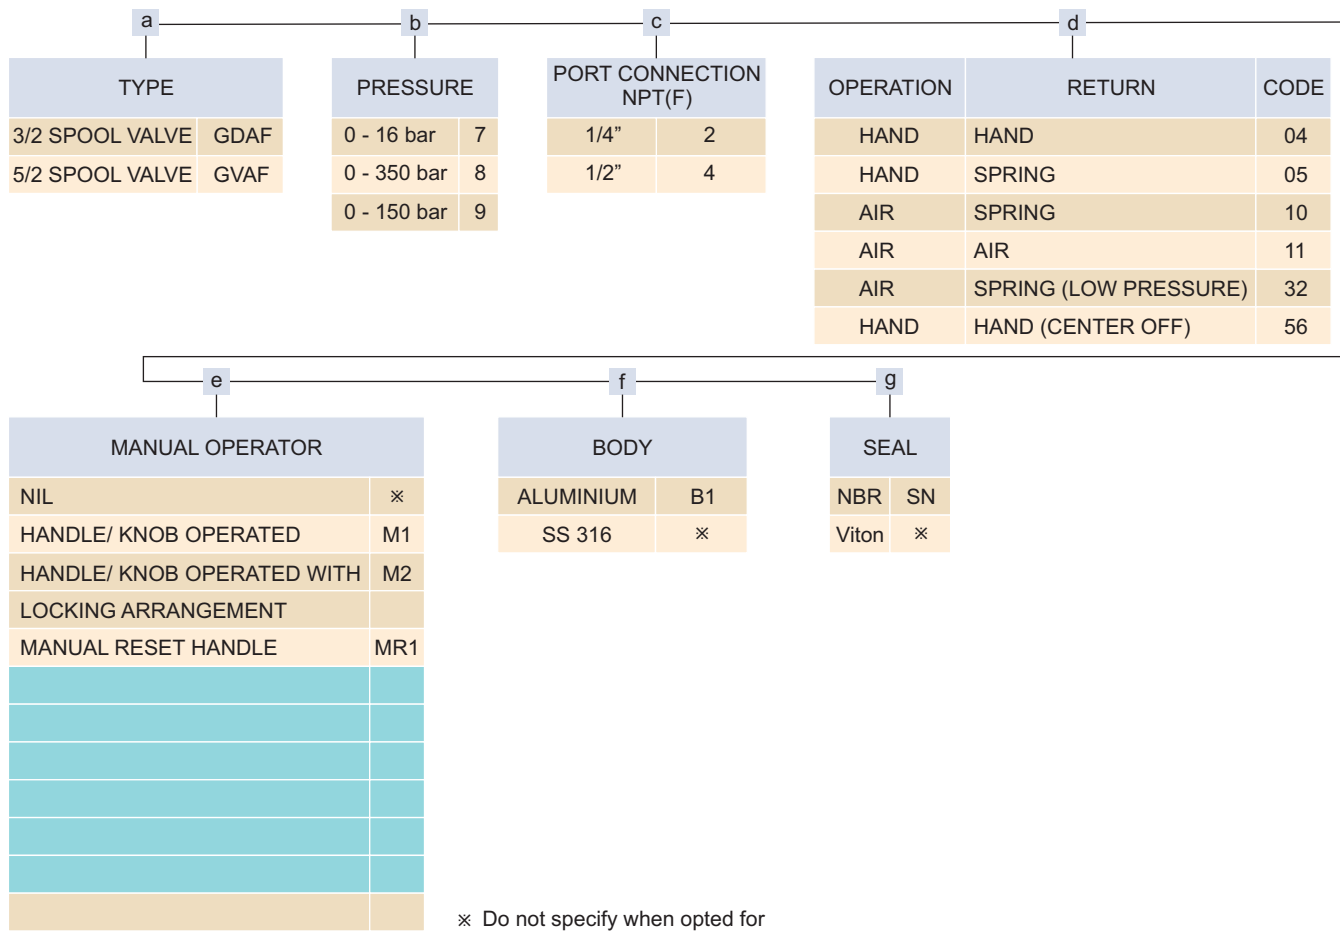 a b c d
TYPE
3/2 SPOOL VALVE GDAF
5/2 SPOOL VALVE GVAF
PRESSURE
0 - 16 bar 7
0 - 350 bar 8
0 - 150 bar 9
PORT CONNECTION
NPT(F)
1/4” 2
1/2” 4
OPERATION RETURN CODE
HAND HAND 04
HAND SPRING 05
AIR SPRING 10
AIR AIR 11
AIR SPRING (LOW PRESSURE) 32
HAND HAND (CENTER OFF) 56
e f g
MANUAL OPERATOR
NIL ※
HANDLE/ KNOB OPERATED M1
HANDLE/ KNOB OPERATED WITH M2
LOCKING ARRANGEMENT
MANUAL RESET HANDLE MR1
BODY
ALUMINIUM B1
SS 316 ※
SEAL
NBR SN
Viton ※
※ Do not specify when opted for